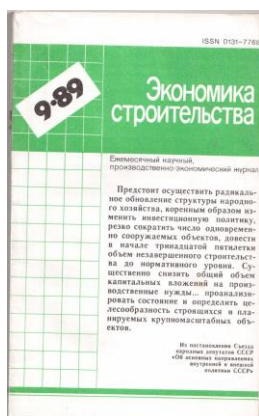 ISSN 0131-7768
9·89
Экономика
строительства
Ежемесячный научный,
производственно-экономический журнал
Предстоит осуществить радикаль-
ное обновление структуры народно-
го хозяйства, коренным образом из-
менить инвестиционную политику,
резко сократить число одновремен-
но сооружаемых объектов, довести
в начале тринадцатой пятилетки
объем незавершенного строительст-
ва до нормативного уровня. Су-
щественно снизить общий объем
капитальных вложений на произ-
водственные нужды... проанализи-
ровать состояние и определить це-
лесообразность строящихся и пла-
нируемых крупномасштабных объ-
ектов.
Из постановления Съезда
народных депутатов СССР
«Об основных направлениях
внутренней и внешней
политики СССР»